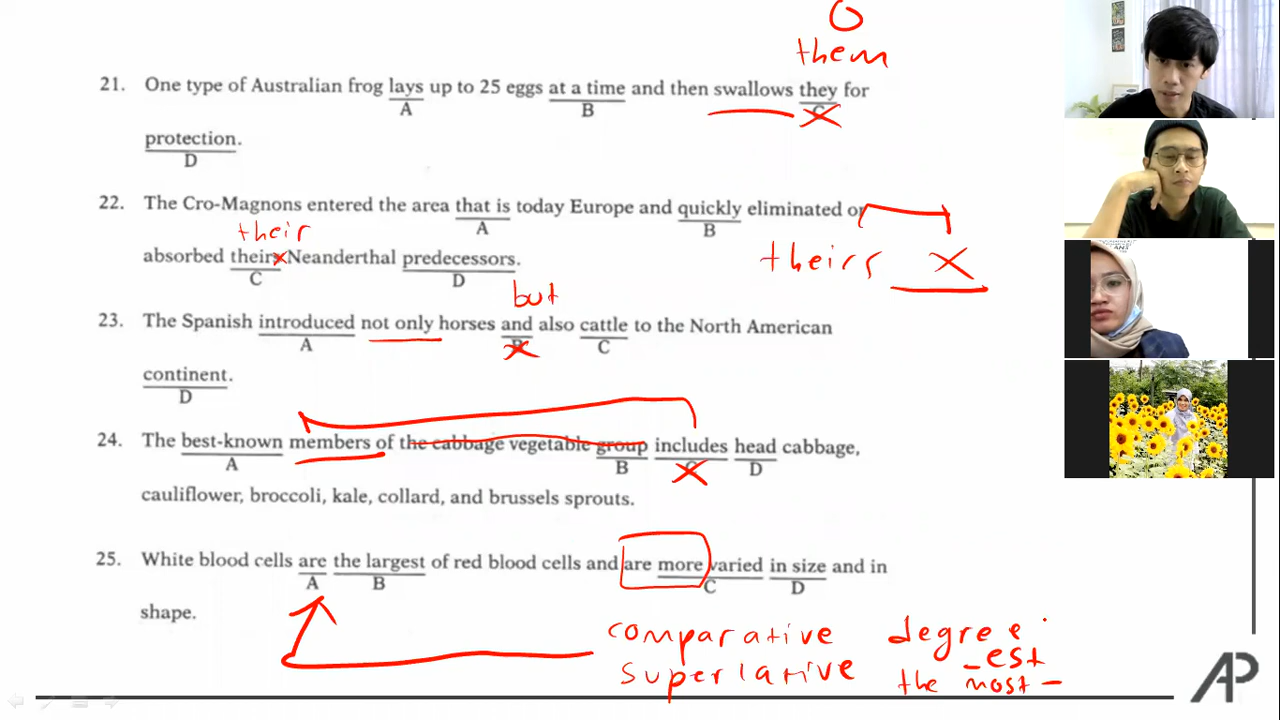 O
them
21. One type of Australian frog lays up to 25 eggs at a time and then swallows they for
A B C
protection.
D
22. The Cro-Magnons entered the area that is today Europe and quickly eliminated or
A B
their
theirs X
absorbed theirs Neanderthal predecessors.
C D
but
23. The Spanish introduced not only horses and also cattle to the North American
A B C
continent.
D
24. The best-known members of the cabbage vegetable group includes head cabbage,
A B C D
cauliflower, broccoli, kale, collard, and brussels sprouts.
25. White blood cells are the largest of red blood cells and are more varied in size and in
A B C D
shape.
comparative degree
superlative -est
the most -
AP